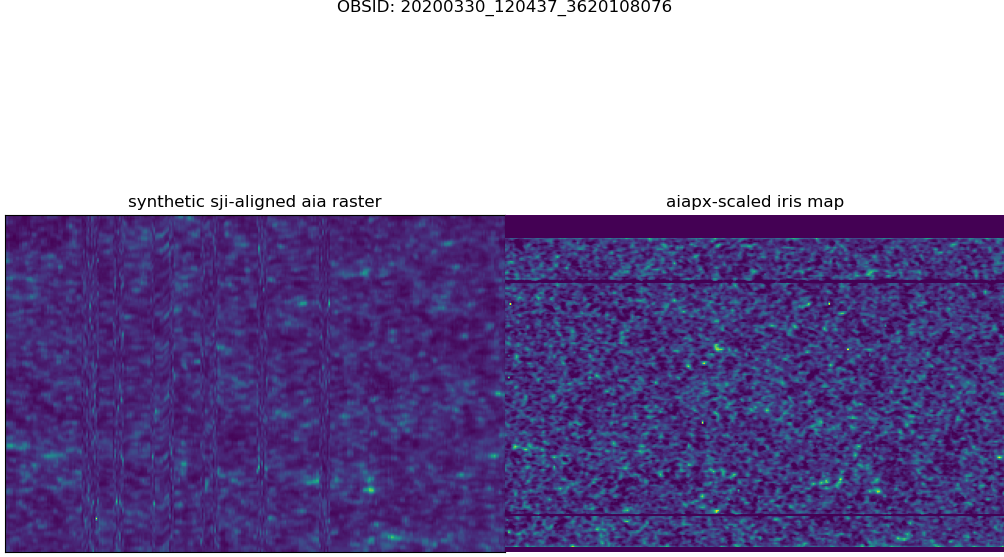 OBSID: 20200330_120437_3620108076
synthetic sji-aligned aia raster
aiapx-scaled iris map